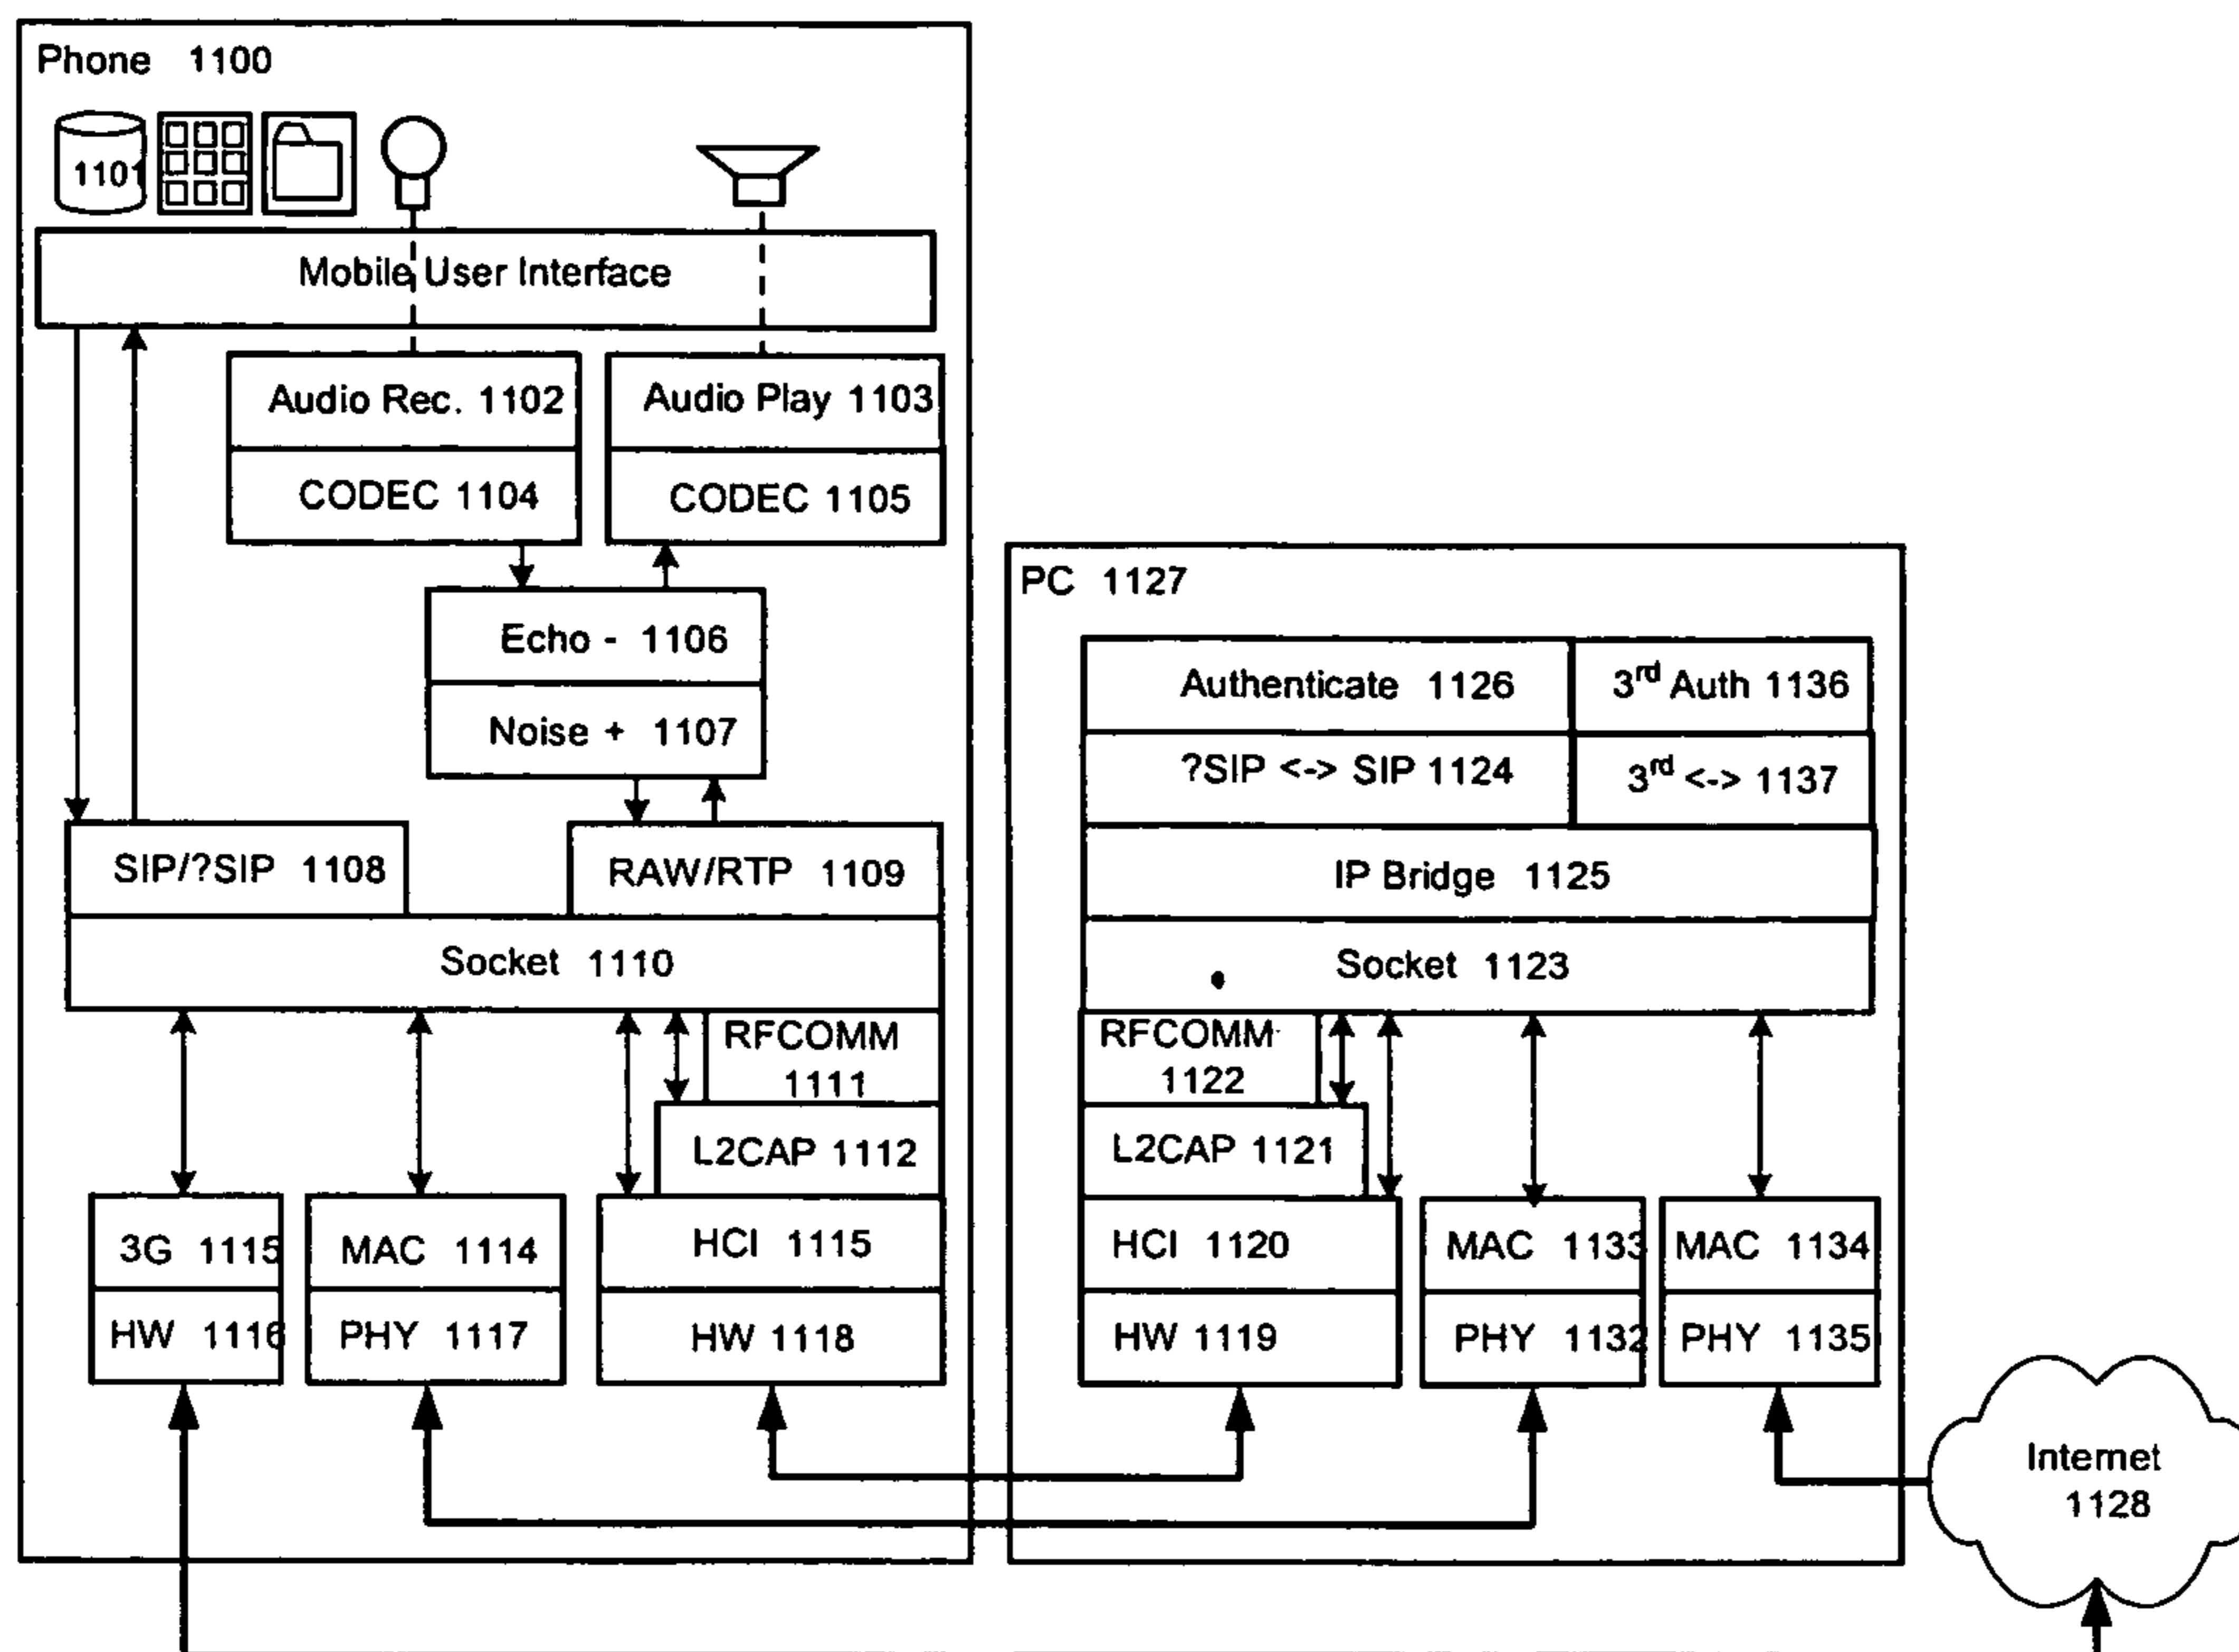 Phone 1100
1101
Mobile User Interface
Audio Rec. 1102
Audio Play 1103
CODEC 1104
CODEC 1105
Echo - 1106
Noise + 1107
SIP/?SIP 1108
RAW/RTP 1109
Socket 1110
RFCOMM
1111
L2CAP 1112
3G 1115
MAC 1114
HCI 1115
HW 1116
PHY 1117
HW 1118
PC 1127
Authenticate 1126
3rd Auth 1136
?SIP <-> SIP 1124
3rd <-> 1137
IP Bridge 1125
Socket 1123
RFCOMM
1122
L2CAP 1121
HCI 1120
MAC 1133
MAC 1134
HW 1119
PHY 1132
PHY 1135
Internet
1128